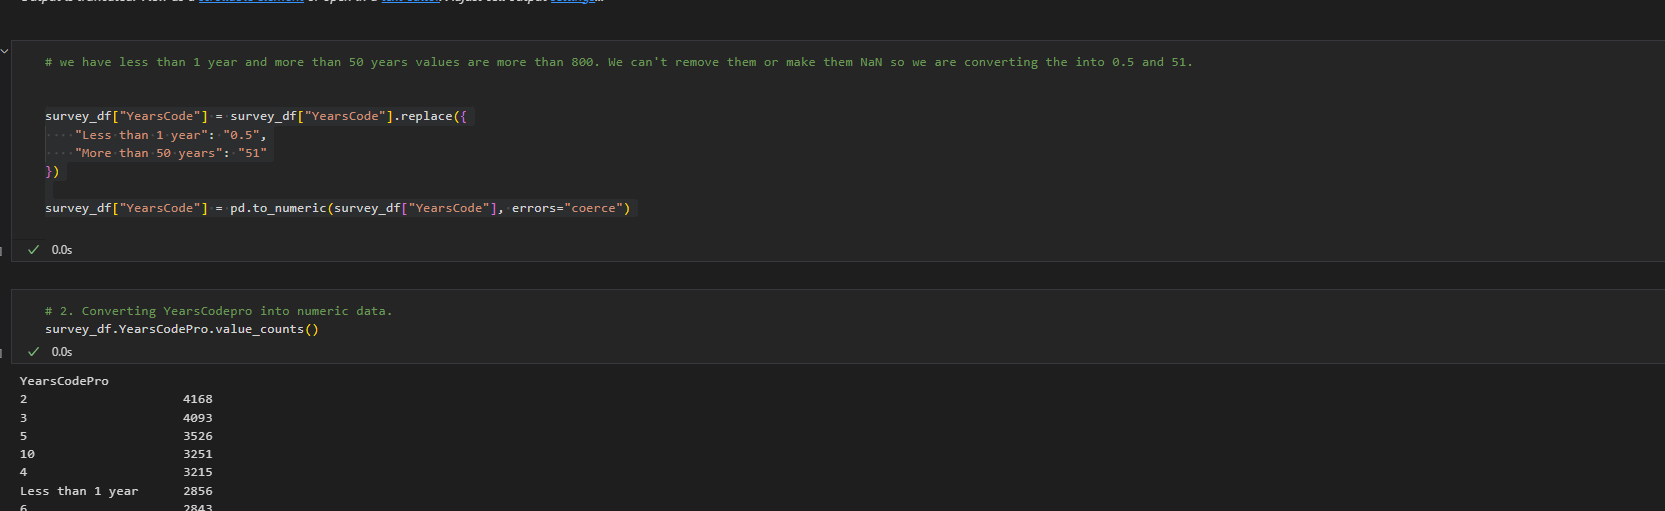 Output is truncated. View as a scrollable element or open in a text editor. Adjust cell output settings...
# we have less than 1 year and more than 50 years values are more than 800. We can't remove them or make them NaN so we are converting the into 0.5 and 51.
survey_df["YearsCode"] = survey_df["YearsCode"].replace({
    "Less than 1 year": "0.5",
    "More than 50 years": "51"
})
survey_df["YearsCode"] = pd.to_numeric(survey_df["YearsCode"], errors="coerce")
0.0s
# 2. Converting YearsCodepro into numeric data.
survey_df.YearsCodePro.value_counts()
0.0s
YearsCodePro
2 4168
3 4093
5 3526
10 3251
4 3215
Less than 1 year 2856
6 2843